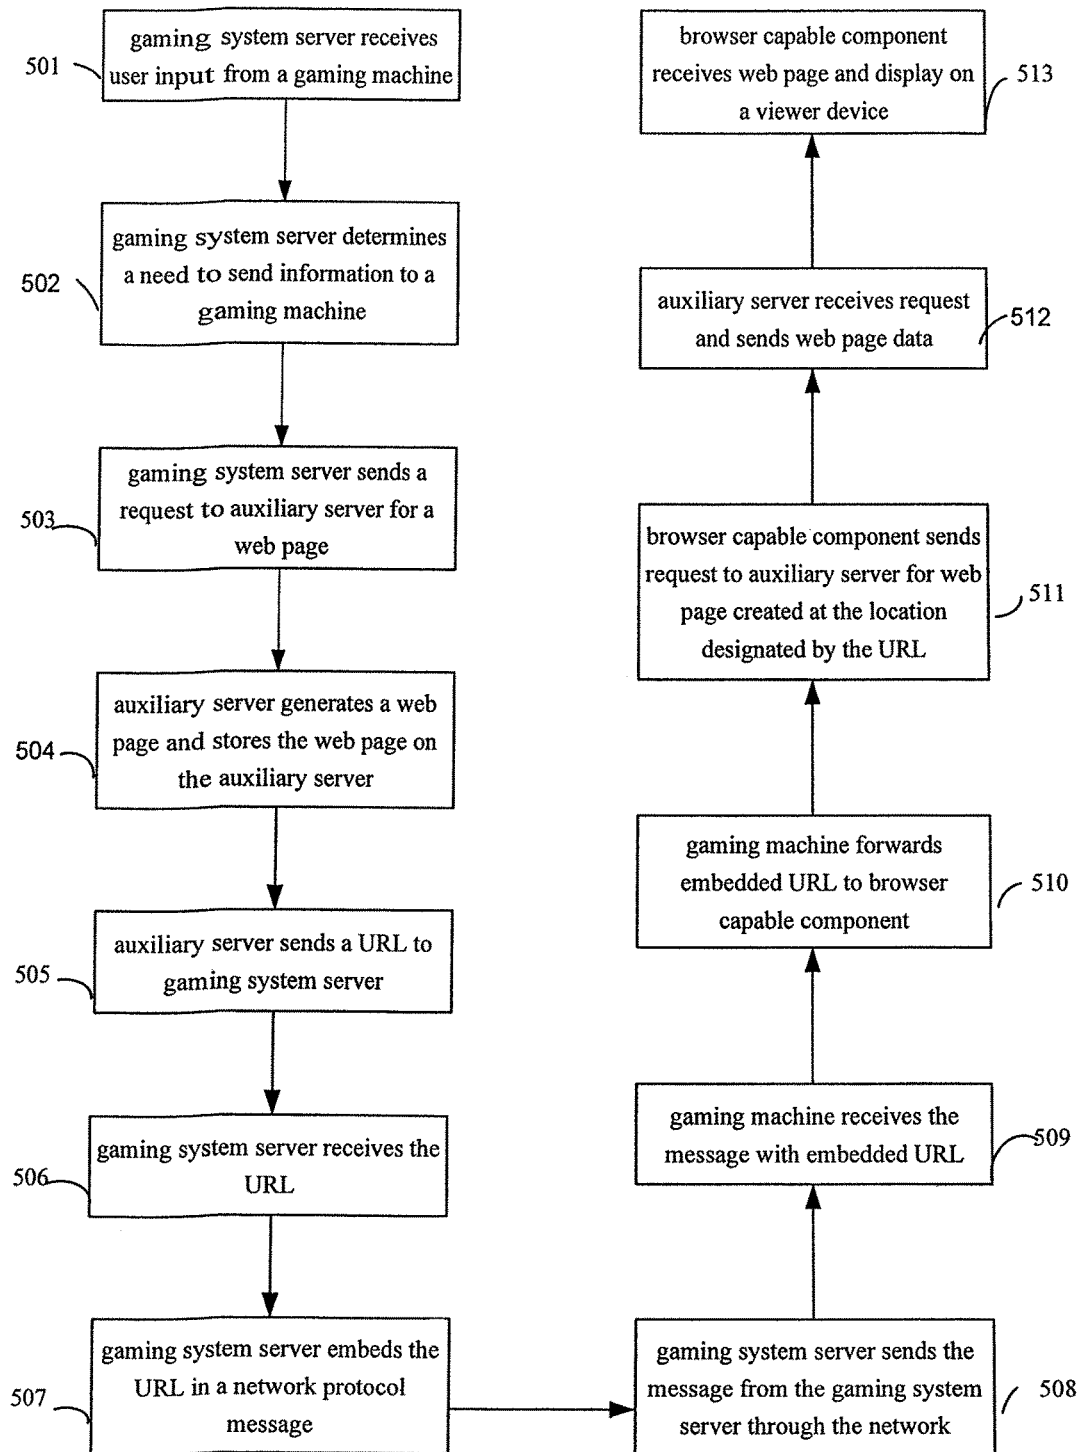 501
gaming system server receives
user input from a gaming machine
502
gaming system server determines
a need to send information to a
gaming machine
503
gaming system server sends a
request to auxiliary server for a
web page
504
auxiliary server generates a web
page and stores the web page on
the auxiliary server
505
auxiliary server sends a URL to
gaming system server
506
gaming system server receives the
URL
507
gaming system server embeds the
URL in a network protocol
message
gaming system server sends the
message from the gaming system
server through the network
508
gaming machine receives the
message with embedded URL
509
gaming machine forwards
embedded URL to browser
capable component
510
browser capable component sends
request to auxiliary server for web
page created at the location
designated by the URL
511
auxiliary server receives request
and sends web page data
512
browser capable component
receives web page and display on
a viewer device
513